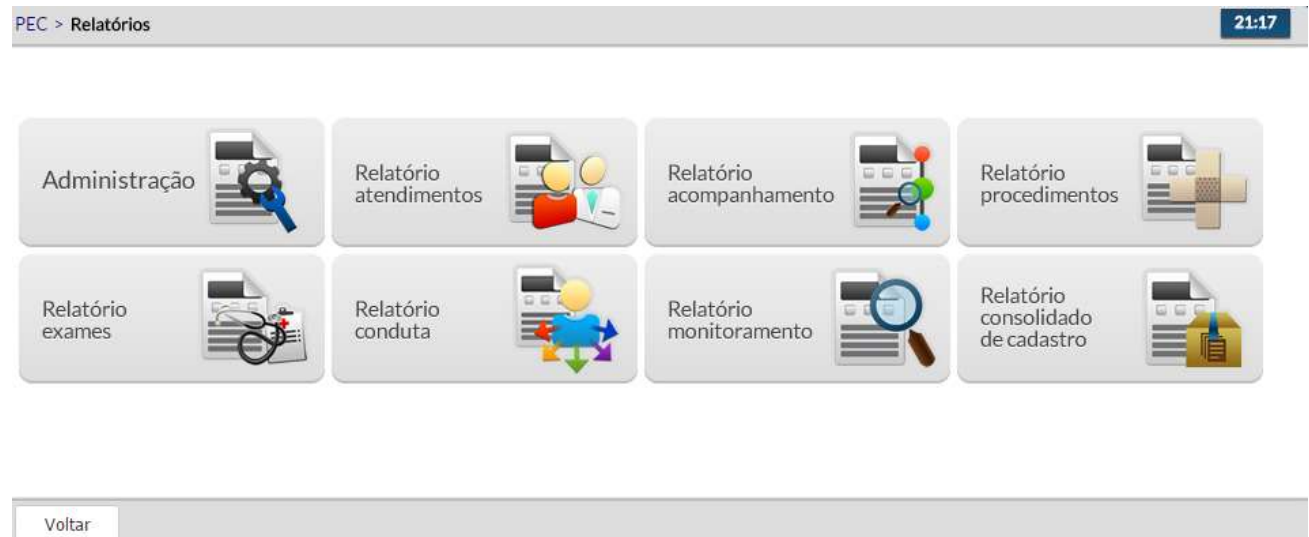 PEC > Relatórios
21:17
Administração
Relatório
atendimentos
Relatório
acompanhamento
Relatório
procedimentos
Relatório
exames
Relatório
conduta
Relatório
monitoramento
Relatório
consolidado
de cadastro
Voltar